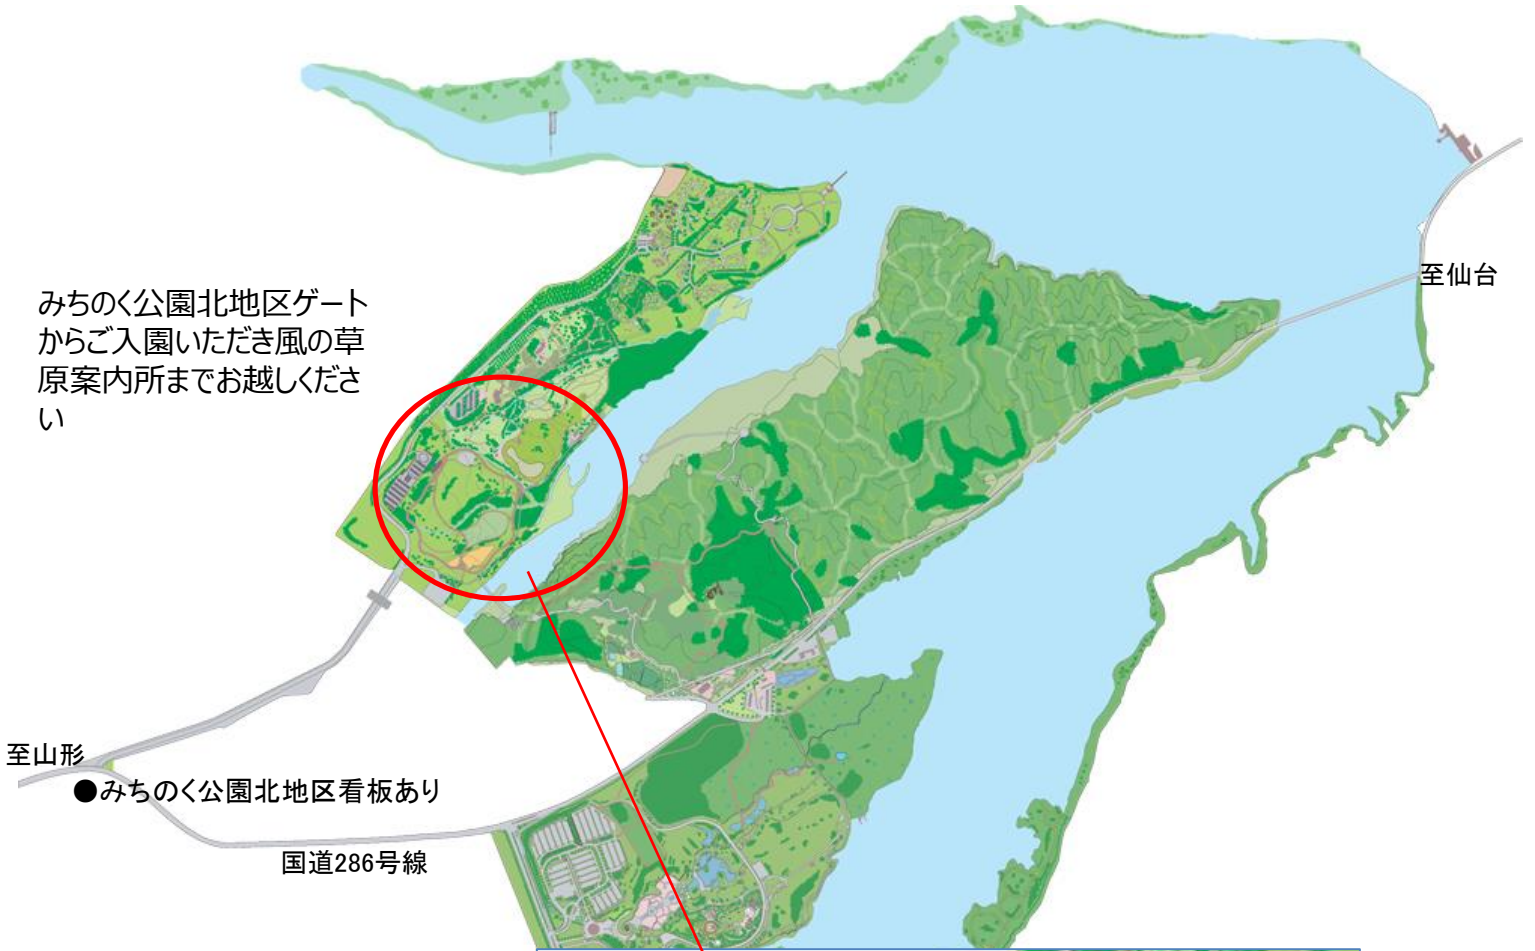 みちのく公園北地区ゲート
からご入園いただき風の草
原案内所までお越しくださ
い
至仙台
至山形
●みちのく公園北地区看板あり
国道286号線